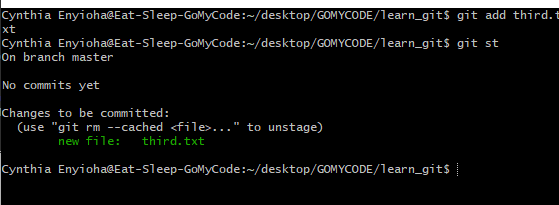 Cynthia Enyioha@Eat-Sleep-GoMyCode:~/desktop/GOMYCODE/learn_git$ git add third.t
xt
Cynthia Enyioha@Eat-Sleep-GoMyCode:~/desktop/GOMYCODE/learn_git$ git st
On branch master
No commits yet
Changes to be committed:
  (use "git rm --cached <file>..." to unstage)
        new file:   third.txt
Cynthia Enyioha@Eat-Sleep-GoMyCode:~/desktop/GOMYCODE/learn_git$